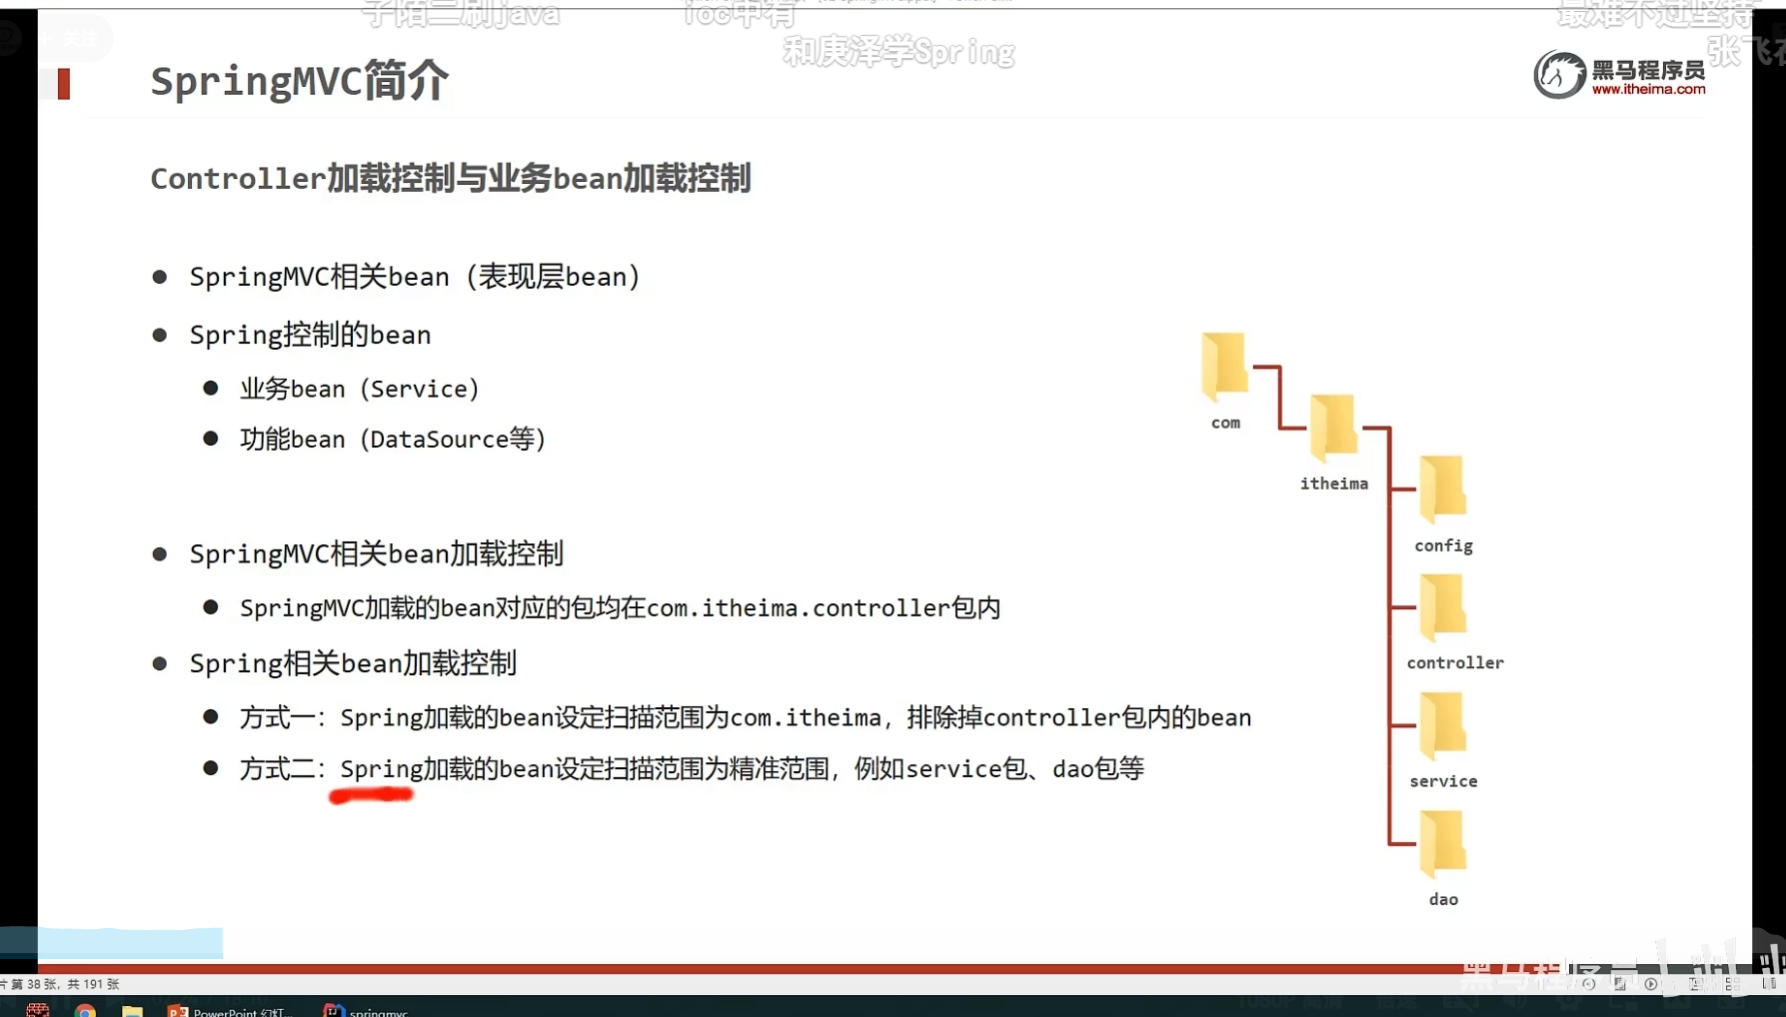 子陌二刷java
和庚泽学Spring
最难不过坚持
+ 关注
SpringMVC简介
黑马程序员
www.itheima.com
Controller加载控制与业务bean加载控制
SpringMVC相关bean（表现层bean）
Spring控制的bean
业务bean（Service）
功能bean（DataSource等）
SpringMVC相关bean加载控制
SpringMVC加载的bean对应的包均在com.itheima.controller包内
Spring相关bean加载控制
方式一：Spring加载的bean设定扫描范围为com.itheima，排除掉controller包内的bean
方式二：Spring加载的bean设定扫描范围为精准范围，例如service包、dao包等
com
itheima
config
controller
service
dao
黑马程序员
第 38 张，共 191 张
PowerPoint 幻灯...
springmvc